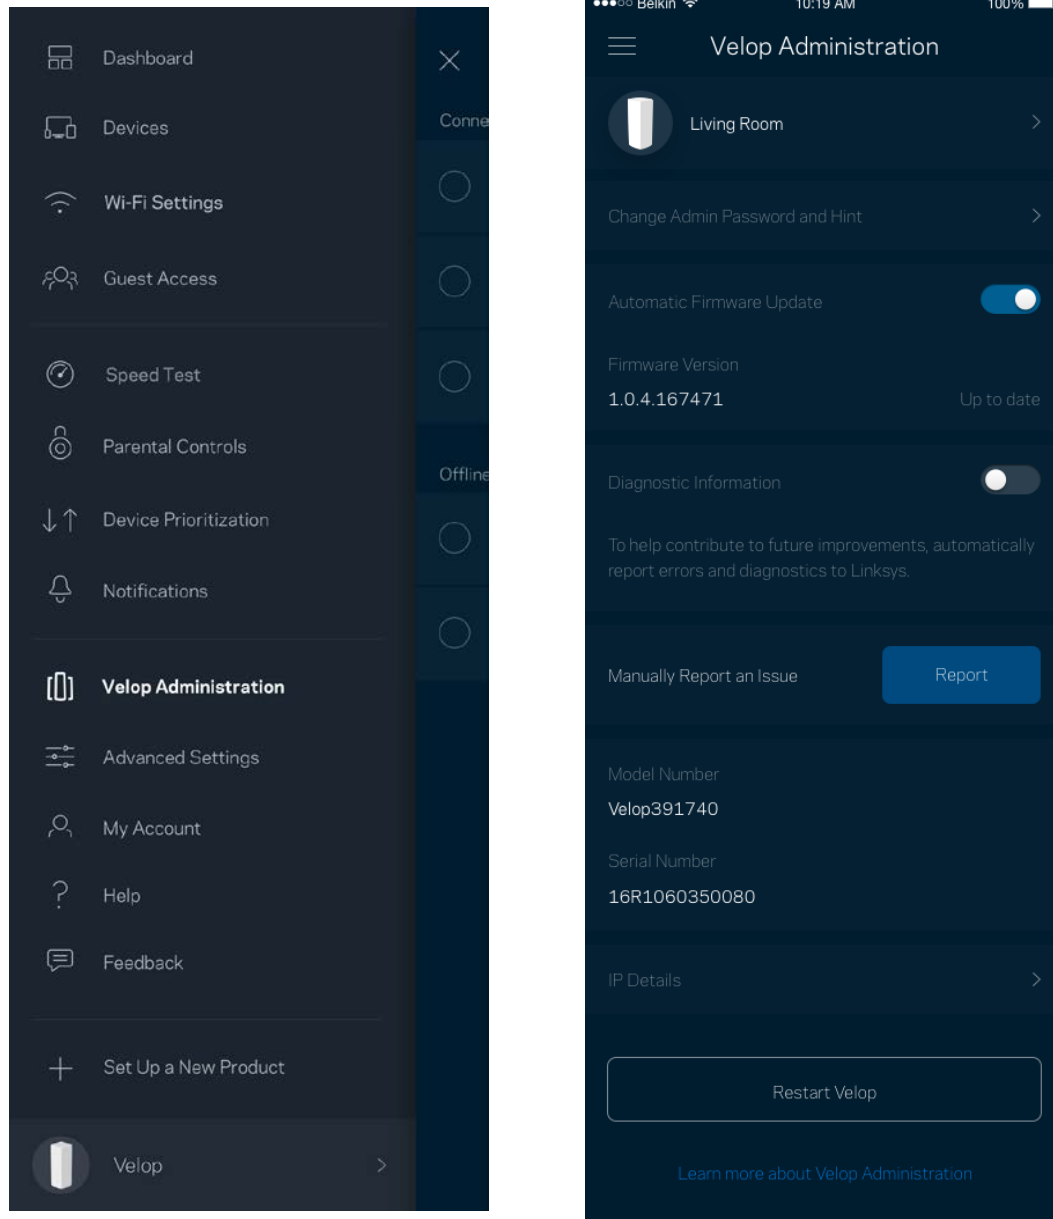 Dashboard
Devices
Wi-Fi Settings
Guest Access
Speed Test
Parental Controls
Device Prioritization
Notifications
Velop Administration
Advanced Settings
My Account
Help
Feedback
Set Up a New Product
Velop
Conne
Offline
Belkin 10:19 AM 100%
Velop Administration
Living Room
Change Admin Password and Hint
Automatic Firmware Update
Firmware Version
1.0.4.167471 Up to date
Diagnostic Information
To help contribute to future improvements, automatically
report errors and diagnostics to Linksys.
Manually Report an Issue Report
Model Number
Velop391740
Serial Number
16R1060350080
IP Details
Restart Velop
Learn more about Velop Administration